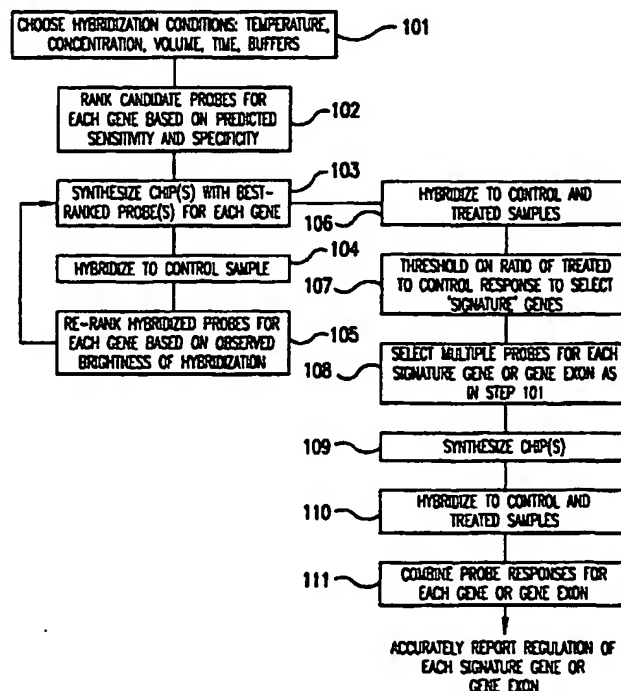 CHOOSE HYBRIDIZATION CONDITIONS: TEMPERATURE,
CONCENTRATION, VOLUME, TIME, BUFFERS
101
RANK CANDIDATE PROBES FOR
EACH GENE BASED ON PREDICTED
SENSITIVITY AND SPECIFICITY
102
SYNTHESIZE CHIP(S) WITH BEST-
RANKED PROBE(S) FOR EACH GENE
103
HYBRIDIZE TO CONTROL SAMPLE
104
RE-RANK HYBRIDIZED PROBES FOR
EACH GENE BASED ON OBSERVED
BRIGHTNESS OF HYBRIDIZATION
105
106
HYBRIDIZE TO CONTROL AND
TREATED SAMPLES
107
THRESHOLD ON RATIO OF TREATED
TO CONTROL RESPONSE TO SELECT
"SIGNATURE" GENES
108
SELECT MULTIPLE PROBES FOR EACH
SIGNATURE GENE OR GENE EXON AS
IN STEP 101
109
SYNTHESIZE CHIP(S)
110
HYBRIDIZE TO CONTROL AND
TREATED SAMPLES
111
COMBINE PROBE RESPONSES FOR
EACH GENE OR GENE EXON
ACCURATELY REPORT REGULATION OF
EACH SIGNATURE GENE OR
GENE EXON